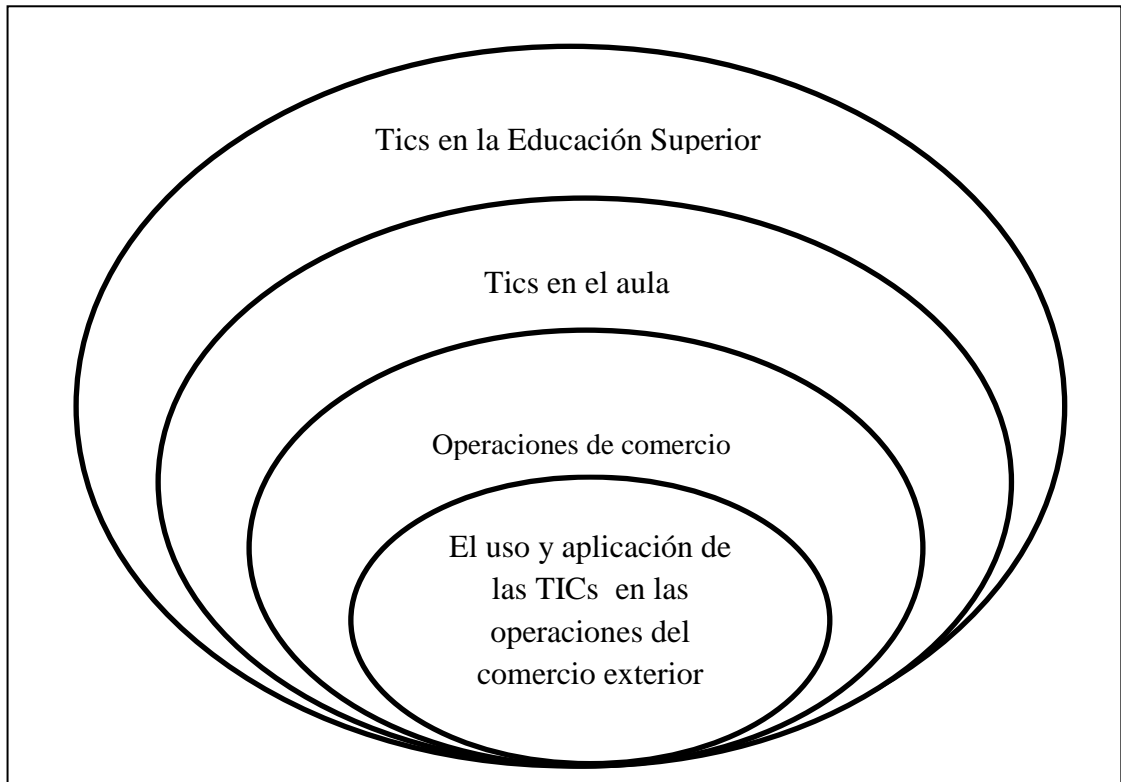 Tics en la Educación Superior
Tics en el aula
Operaciones de comercio
El uso y aplicación de
las TICs  en las
operaciones del
comercio exterior